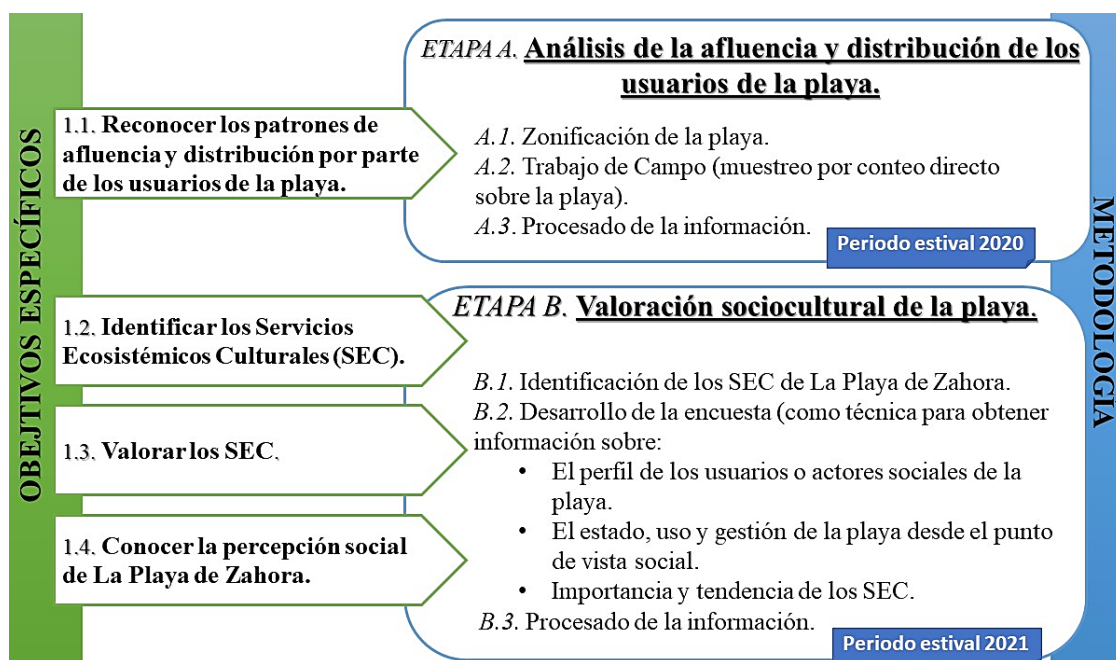 OBEJTIVOS ESPECÍFICOS
1.1. Reconocer los patrones de
afluencia y distribución por parte
de los usuarios de la playa.
ETAPA A. Análisis de la afluencia y distribución de los
usuarios de la playa.
A.1. Zonificación de la playa.
A.2. Trabajo de Campo (muestreo por conteo directo
sobre la playa).
A.3. Procesado de la información.
Periodo estival 2020
1.2. Identificar los Servicios
Ecosistémicos Culturales (SEC).
1.3. Valorar los SEC.
1.4. Conocer la percepción social
de La Playa de Zahora.
ETAPA B. Valoración sociocultural de la playa.
B.1. Identificación de los SEC de La Playa de Zahora.
B.2. Desarrollo de la encuesta (como técnica para obtener
información sobre:
• El perfil de los usuarios o actores sociales de la
playa.
• El estado, uso y gestión de la playa desde el punto
de vista social.
• Importancia y tendencia de los SEC.
B.3. Procesado de la información.
Periodo estival 2021
METODOLOGÍA